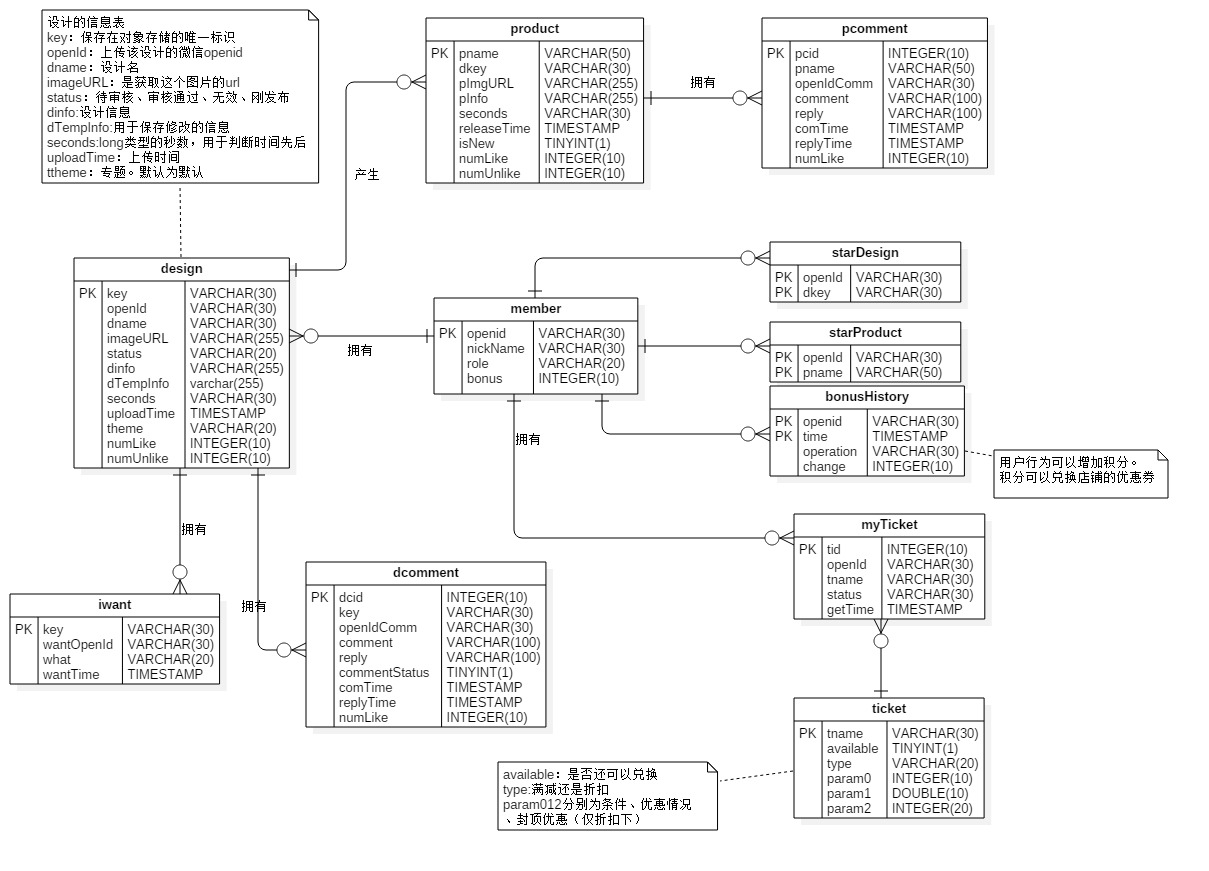 设计的信息表
key：保存在对象存储的唯一标识
openId：上传该设计的微信openid
dname：设计名
imageURL：是获取这个图片的url
status：待审核、审核通过、无效、刚发布
dinfo:设计信息
dTempInfo:用于保存修改的信息
seconds:long类型的秒数，用于判断时间先后
uploadTime：上传时间
ttheme：专题。默认为默认
product
PK pname VARCHAR(50)
dkey VARCHAR(30)
pImgURL VARCHAR(255)
pInfo VARCHAR(255)
seconds VARCHAR(30)
releaseTime TIMESTAMP
isNew TINYINT(1)
numLike INTEGER(10)
numUnlike INTEGER(10)
拥有
pcomment
PK pcid INTEGER(10)
pname VARCHAR(50)
openIdComm VARCHAR(30)
comment VARCHAR(100)
reply VARCHAR(100)
comTime TIMESTAMP
replyTime TIMESTAMP
numLike INTEGER(10)
产生
design
PK key VARCHAR(30)
openId VARCHAR(30)
dname VARCHAR(30)
imageURL VARCHAR(255)
status VARCHAR(20)
dinfo VARCHAR(255)
dTempInfo varchar(255)
seconds VARCHAR(30)
uploadTime TIMESTAMP
theme VARCHAR(20)
numLike INTEGER(10)
numUnlike INTEGER(10)
拥有
member
PK openid VARCHAR(30)
nickName VARCHAR(30)
role VARCHAR(20)
bonus INTEGER(10)
starDesign
PK openId VARCHAR(30)
PK dkey VARCHAR(30)
starProduct
PK openId VARCHAR(30)
PK pname VARCHAR(50)
bonusHistory
PK openid VARCHAR(30)
PK time TIMESTAMP
operation VARCHAR(30)
change INTEGER(10)
用户行为可以增加积分。
积分可以兑换店铺的优惠券
拥有
myTicket
PK tid INTEGER(10)
openId VARCHAR(30)
tname VARCHAR(30)
status VARCHAR(30)
getTime TIMESTAMP
拥有
拥有
iwant
PK key VARCHAR(30)
wantOpenId VARCHAR(30)
what VARCHAR(20)
wantTime TIMESTAMP
dcomment
PK dcid INTEGER(10)
key VARCHAR(30)
openIdComm VARCHAR(30)
comment VARCHAR(100)
reply VARCHAR(100)
commentStatus TINYINT(1)
comTime TIMESTAMP
replyTime TIMESTAMP
numLike INTEGER(10)
ticket
PK tname VARCHAR(30)
available TINYINT(1)
type VARCHAR(20)
param0 INTEGER(10)
param1 DOUBLE(10)
param2 INTEGER(20)
available：是否还可以兑换
type:满减还是折扣
param012分别为条件、优惠情况
、封顶优惠（仅折扣下）